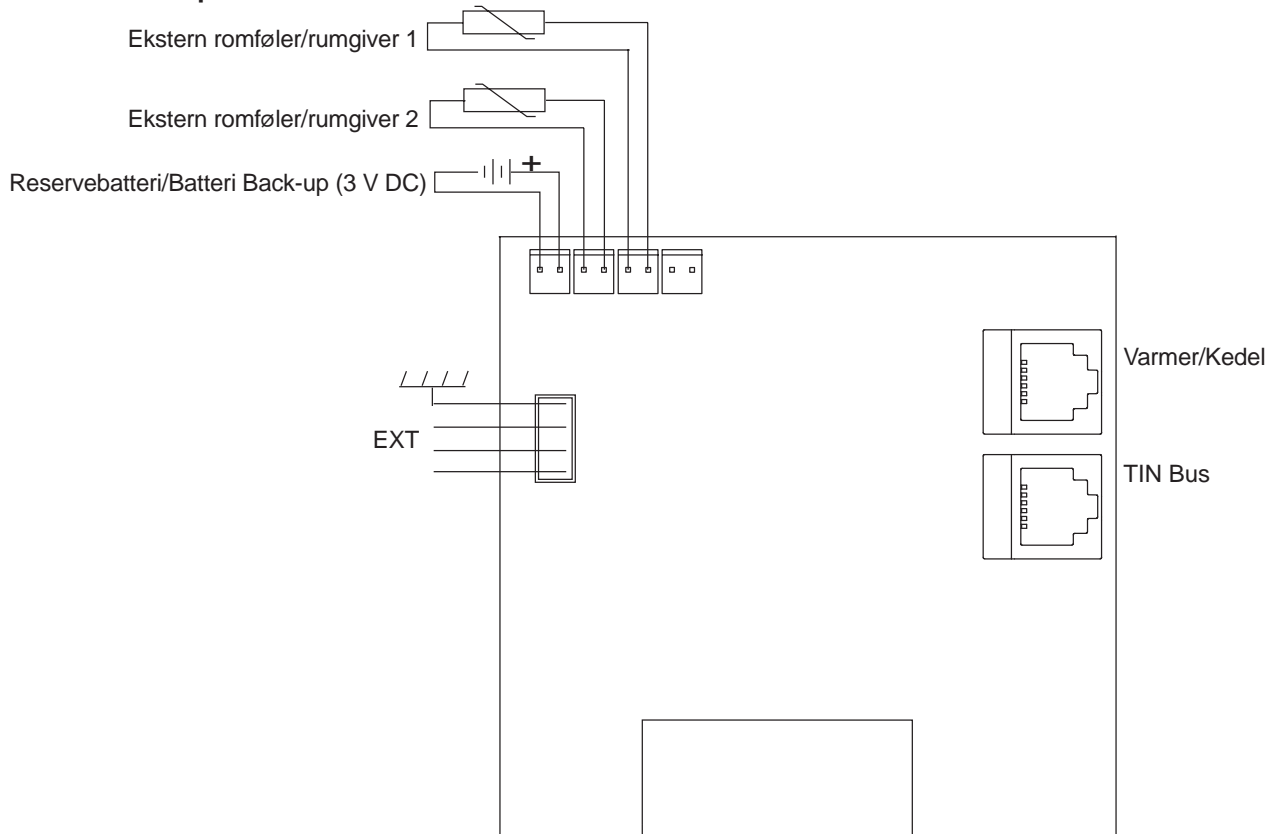 Ekstern romføler/rumgiver 1
Ekstern romføler/rumgiver 2
+
Reservebatteri/Batteri Back-up (3 V DC)
Varmer/Kedel
EXT
TIN Bus